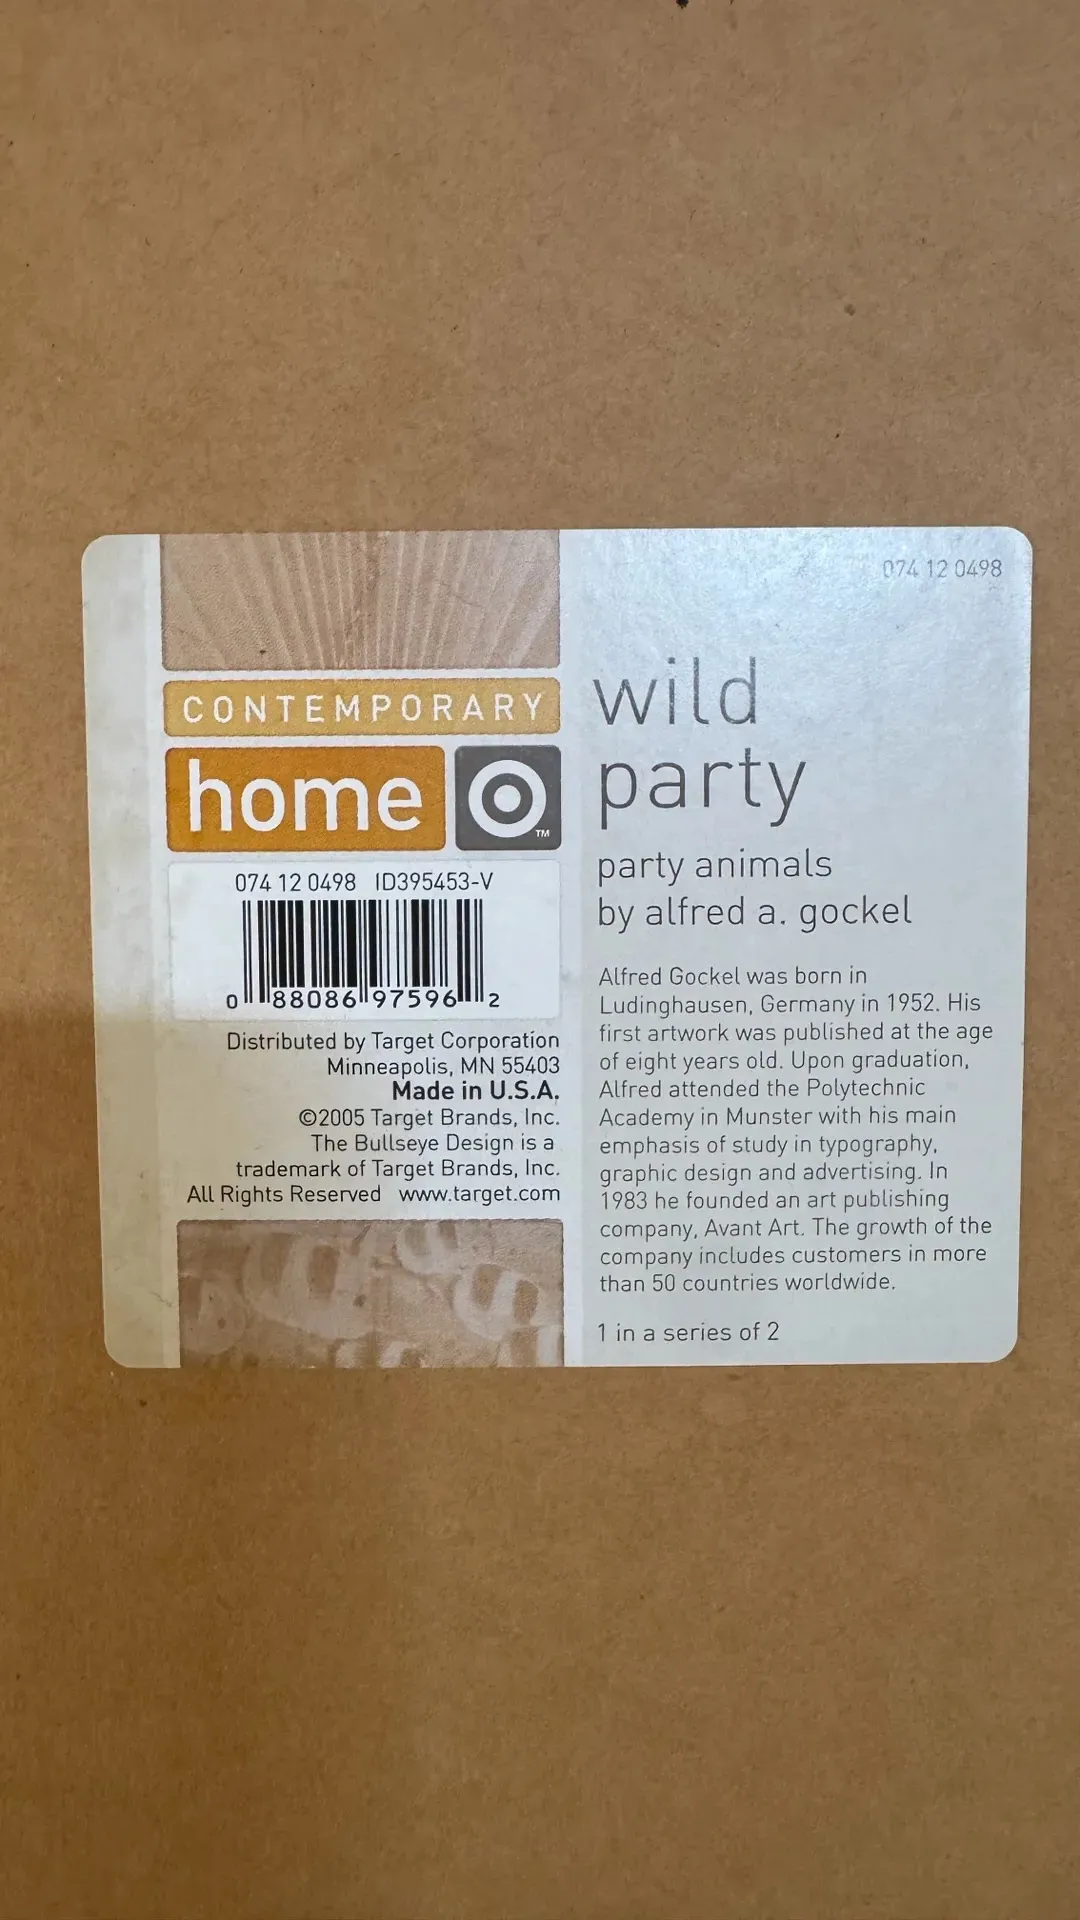 074 12 0498
CONTEMPORARY
home
TM
074 12 0498 ID395453-V
0 88086 97596 2
Distributed by Target Corporation
Minneapolis, MN 55403
Made in U.S.A.
©2005 Target Brands, Inc.
The Bullseye Design is a
trademark of Target Brands, Inc.
All Rights Reserved www.target.com
wild
party
party animals
by alfred a. gockel
Alfred Gockel was born in
Ludinghausen, Germany in 1952. His
first artwork was published at the age
of eight years old. Upon graduation,
Alfred attended the Polytechnic
Academy in Munster with his main
emphasis of study in typography,
graphic design and advertising. In
1983 he founded an art publishing
company, Avant Art. The growth of the
company includes customers in more
than 50 countries worldwide.
1 in a series of 2